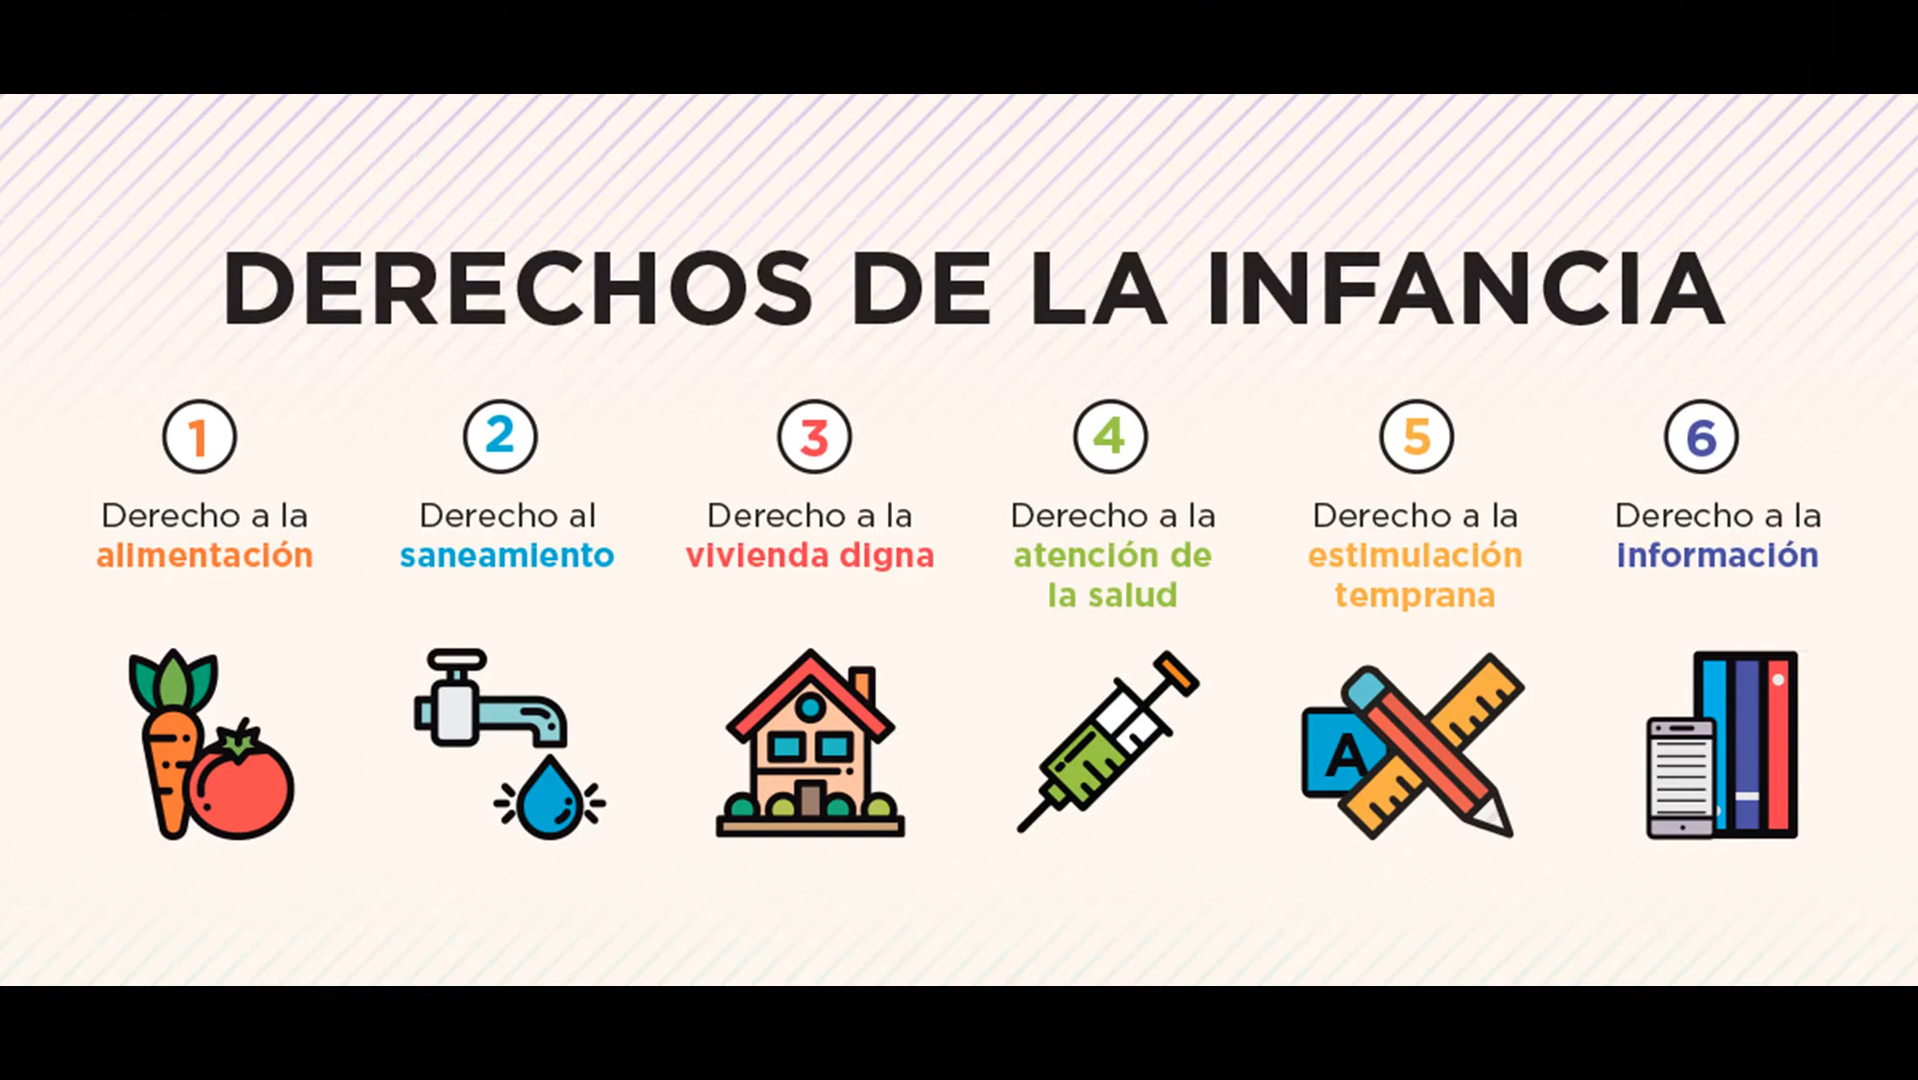 DERECHOS DE LA INFANCIA
1
Derecho a la
alimentación
2
Derecho al
saneamiento
3
Derecho a la
vivienda digna
4
Derecho a la
atención de
la salud
5
Derecho a la
estimulación
temprana
A
6
Derecho a la
información